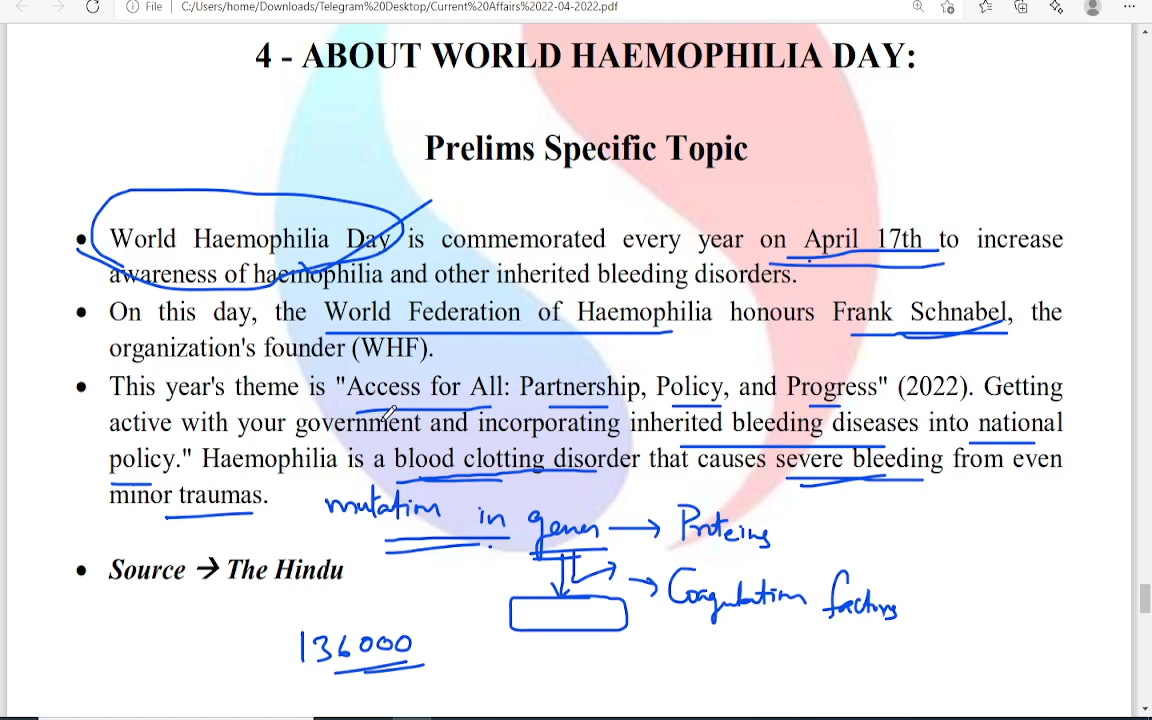 File | C:/Users/home/Downloads/Telegram%20Desktop/Current%20Affairs%2022-04-2022.pdf
4 - ABOUT WORLD HAEMOPHILIA DAY:
Prelims Specific Topic
• World Haemophilia Day is commemorated every year on April 17th to increase
awareness of haemophilia and other inherited bleeding disorders.
• On this day, the World Federation of Haemophilia honours Frank Schnabel, the
organization's founder (WHF).
• This year's theme is "Access for All: Partnership, Policy, and Progress" (2022). Getting
active with your government and incorporating inherited bleeding diseases into national
policy." Haemophilia is a blood clotting disorder that causes severe bleeding from even
minor traumas.
mutation in genes → Proteins
• Source → The Hindu
→ Coagulation factors
136000